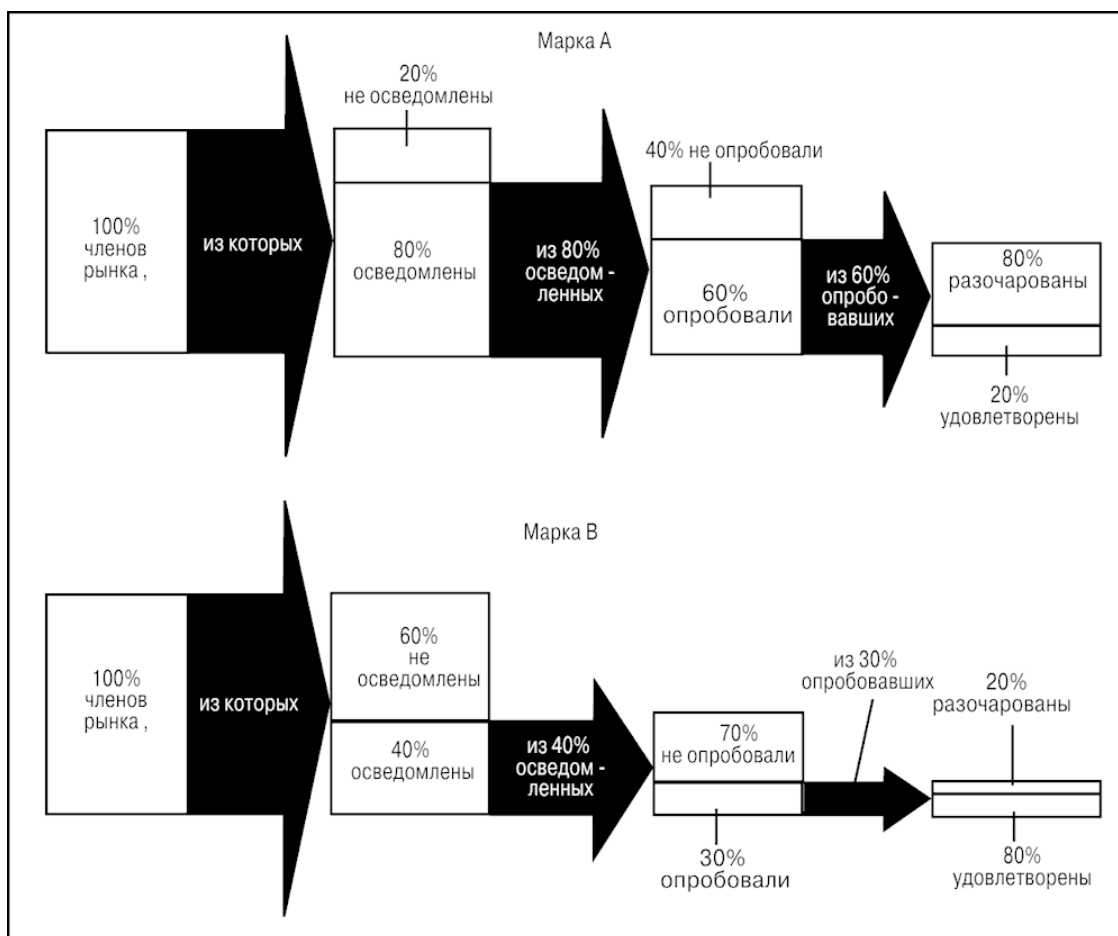 Марка А
20%
не осведомлены
100%
членов
рынка ,
из которых
80%
осведомлены
из 80%
осведом -
ленных
40% не опробовали
60%
опробовали
из 60%
опробо -
вавших
80%
разочарованы
20%
удовлетворены
Марка В
100%
членов
рынка ,
из которых
60%
не
осведомлены
40%
осведомлены
из 40%
осведом -
ленных
70%
не опробовали
30%
опробовали
из 30%
опробовавших
20%
разочарованы
80%
удовлетворены